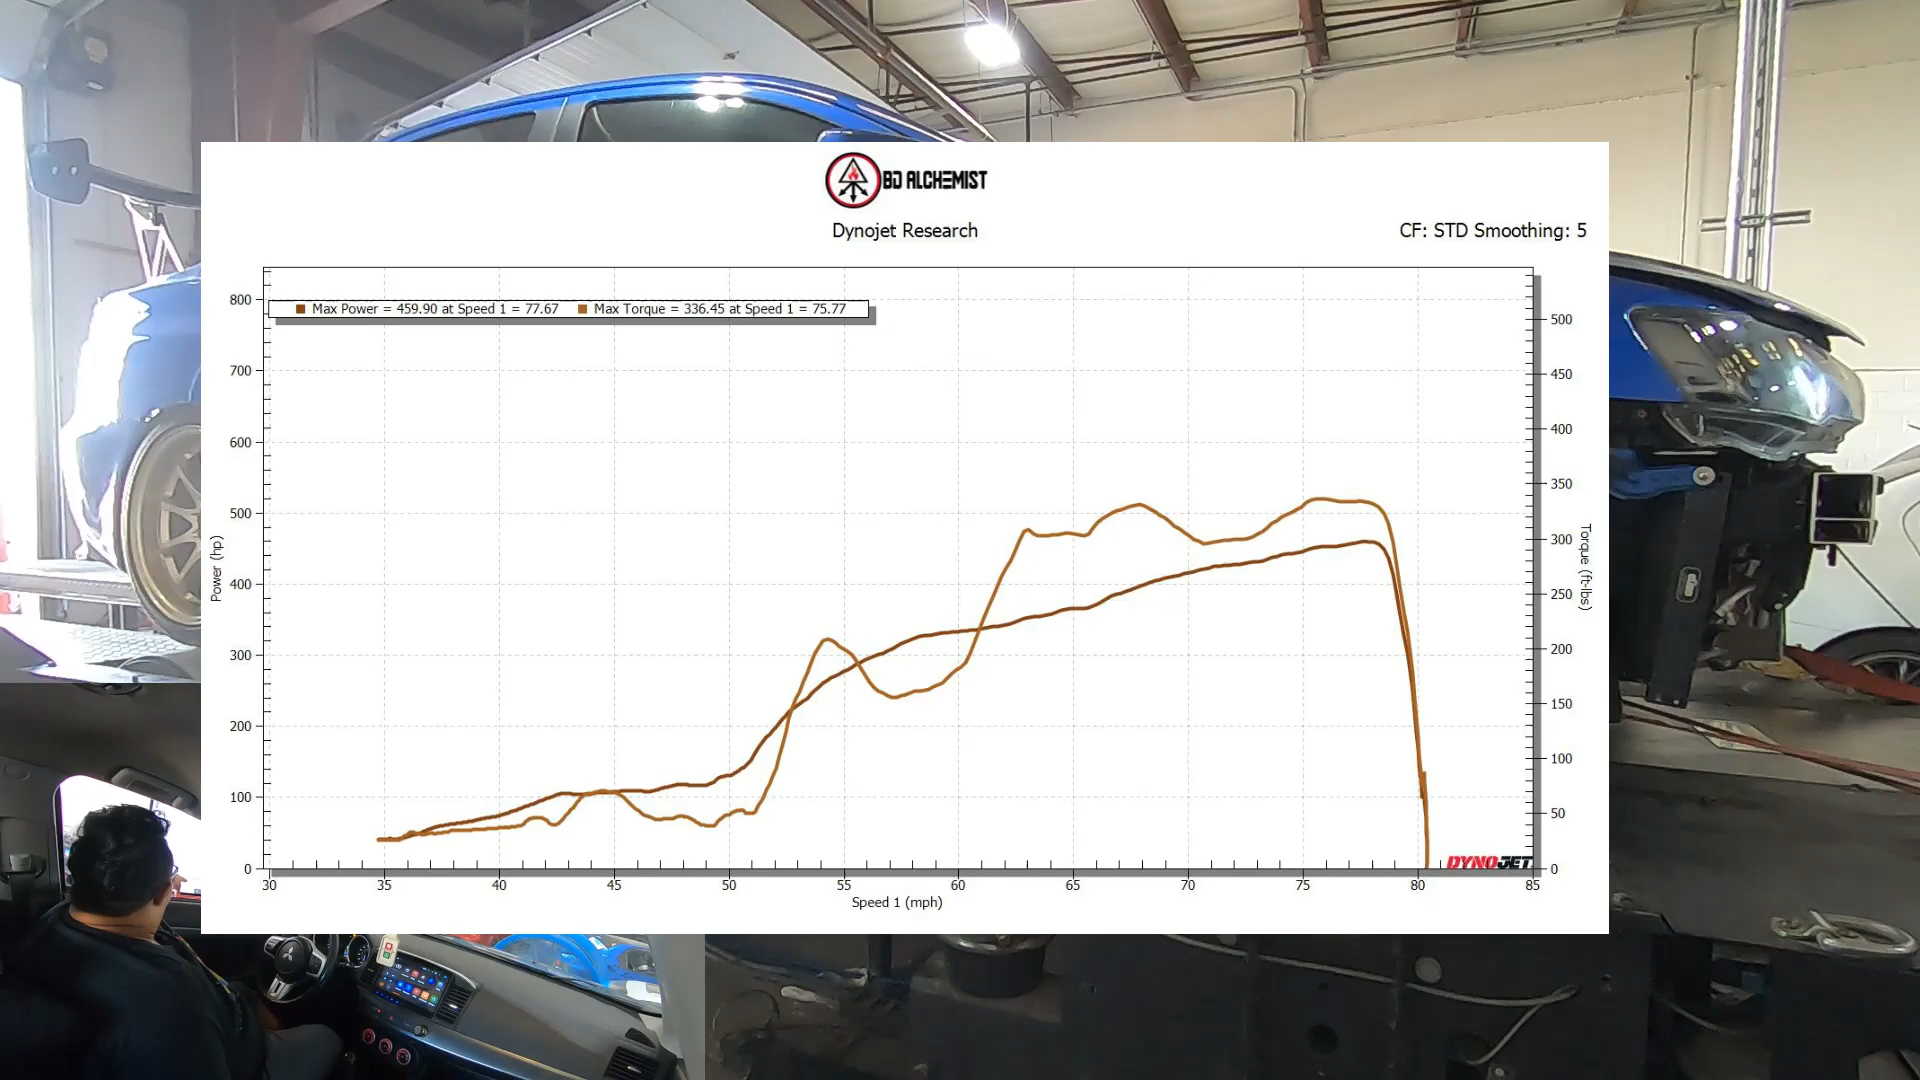 BD ALCHEMIST
Dynojet Research
CF: STD Smoothing: 5
Max Power = 459.90 at Speed 1 = 77.67
Max Torque = 336.45 at Speed 1 = 75.77
800
700
600
500
400
300
200
100
0
Power (hp)
500
450
400
350
300
250
200
150
100
50
0
Torque (ft-lbs)
DYNOJET
30 35 40 45 50 55 60 65 70 75 80 85
Speed 1 (mph)